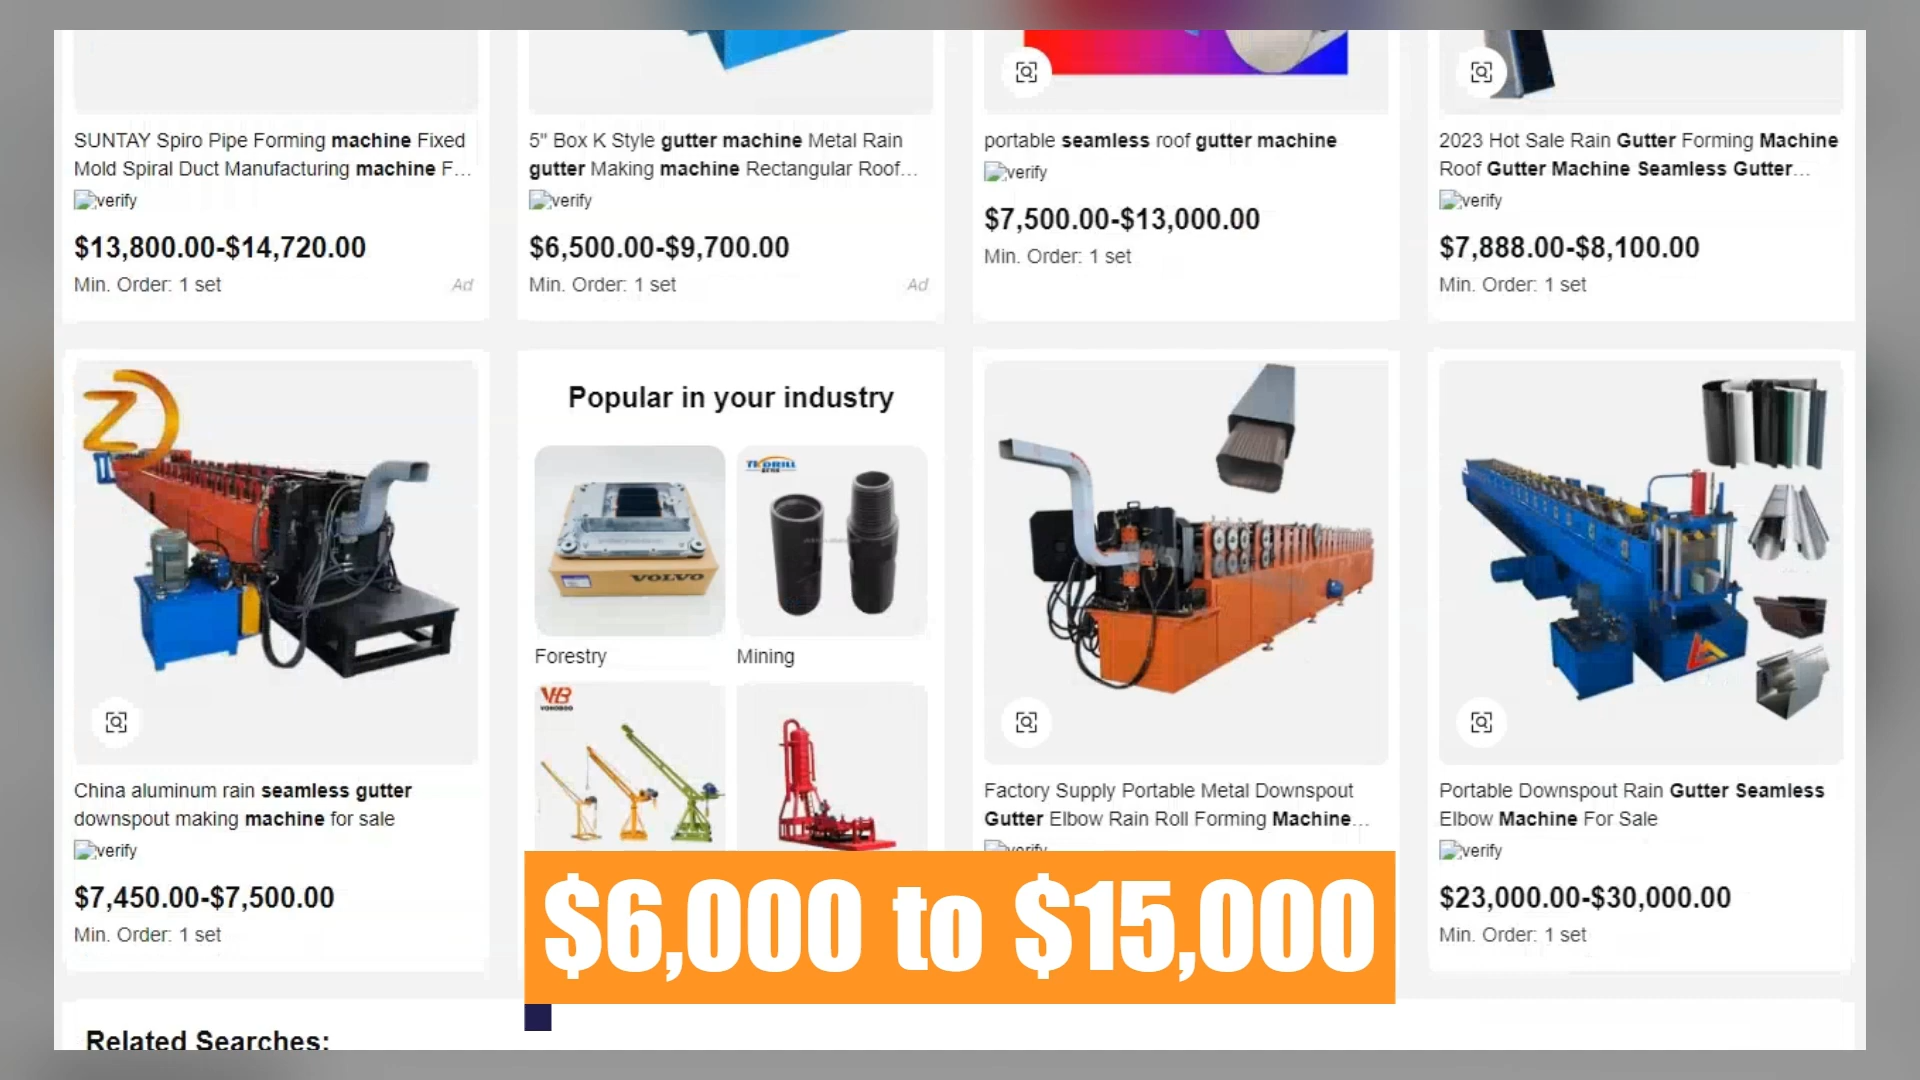 SUNTAY Spiro Pipe Forming machine Fixed
Mold Spiral Duct Manufacturing machine F...
verify
$13,800.00-$14,720.00
Min. Order: 1 set
Ad
5" Box K Style gutter machine Metal Rain
gutter Making machine Rectangular Roof...
verify
$6,500.00-$9,700.00
Min. Order: 1 set
Ad
portable seamless roof gutter machine
verify
$7,500.00-$13,000.00
Min. Order: 1 set
2023 Hot Sale Rain Gutter Forming Machine
Roof Gutter Machine Seamless Gutter...
verify
$7,888.00-$8,100.00
Min. Order: 1 set
China aluminum rain seamless gutter
downspout making machine for sale
verify
$7,450.00-$7,500.00
Min. Order: 1 set
Popular in your industry
VOLVO
Forestry
Mining
Factory Supply Portable Metal Downspout
Gutter Elbow Rain Roll Forming Machine...
verify
Portable Downspout Rain Gutter Seamless
Elbow Machine For Sale
verify
$23,000.00-$30,000.00
Min. Order: 1 set
$6,000 to $15,000
Related Searches: